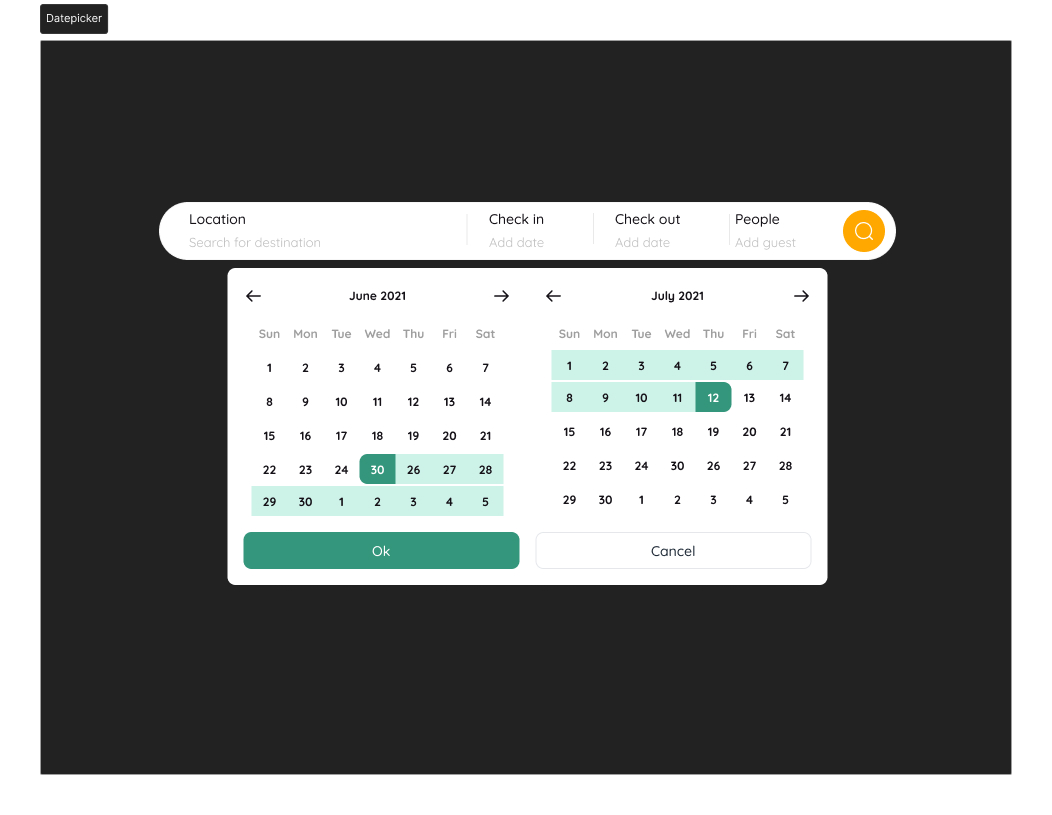 Datepicker
Location Check in Check out People
Search for destination Add date Add date Add guest
June 2021 July 2021
Sun Mon Tue Wed Thu Fri Sat Sun Mon Tue Wed Thu Fri Sat
1 2 3 4 5 6 7 1 2 3 4 5 6 7
8 9 10 11 12 13 14 8 9 10 11 12 13 14
15 16 17 18 19 20 21 15 16 17 18 19 20 21
22 23 24 30 26 27 28 22 23 24 30 26 27 28
29 30 1 2 3 4 5 29 30 1 2 3 4 5
Ok Cancel